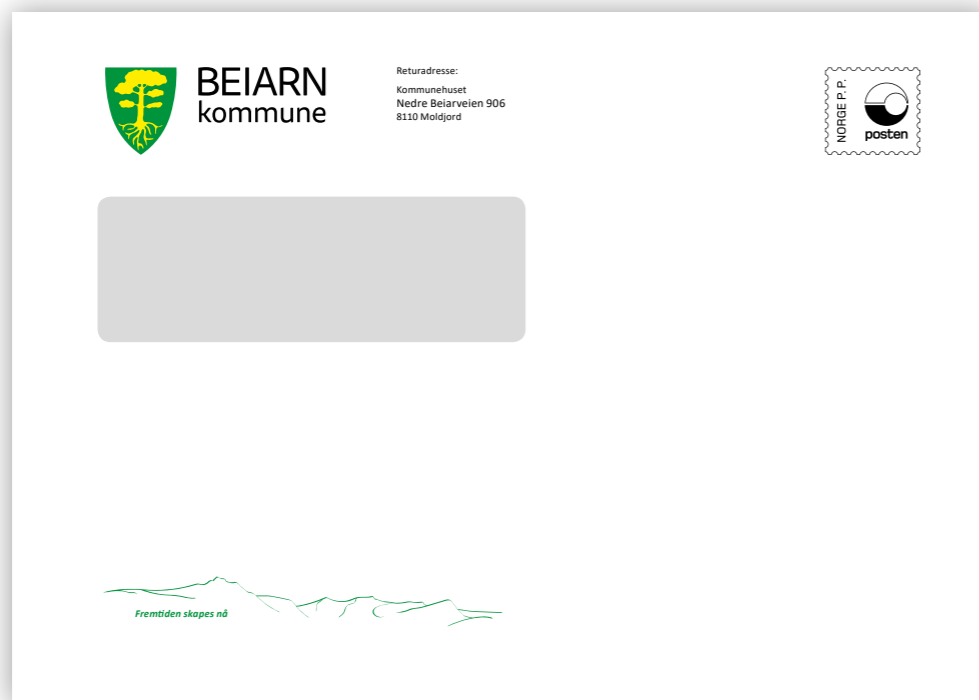 BEIARN
kommune
Returadresse:
Kommunehuset
Nedre Beiarveien 906
8110 Moldjord
NORGE P. P.
posten
Fremtiden skapes nå